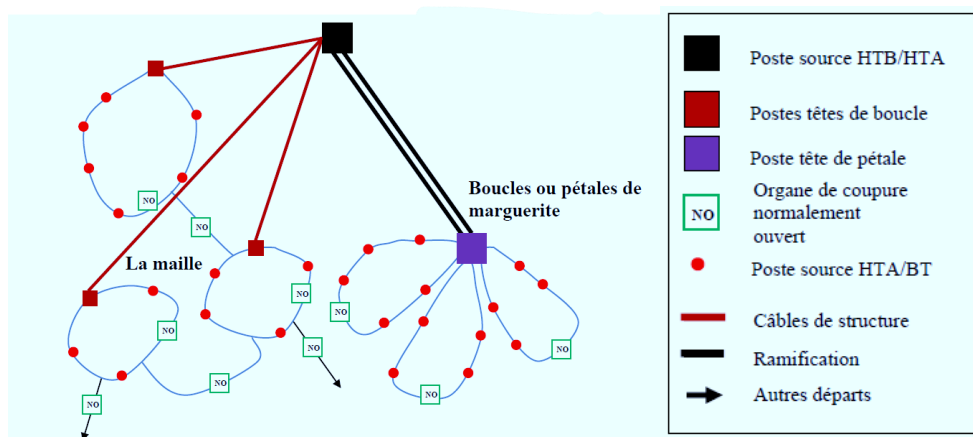 Boucles ou pétales de
marguerite
La maille
NO
NO
NO
NO
NO
NO
NO
NO
NO
NO
Poste source HTB/HTA
Postes têtes de boucle
Poste tête de pétale
NO
Organe de coupure
normalement
ouvert
Poste source HTA/BT
Câbles de structure
Ramification
Autres départs